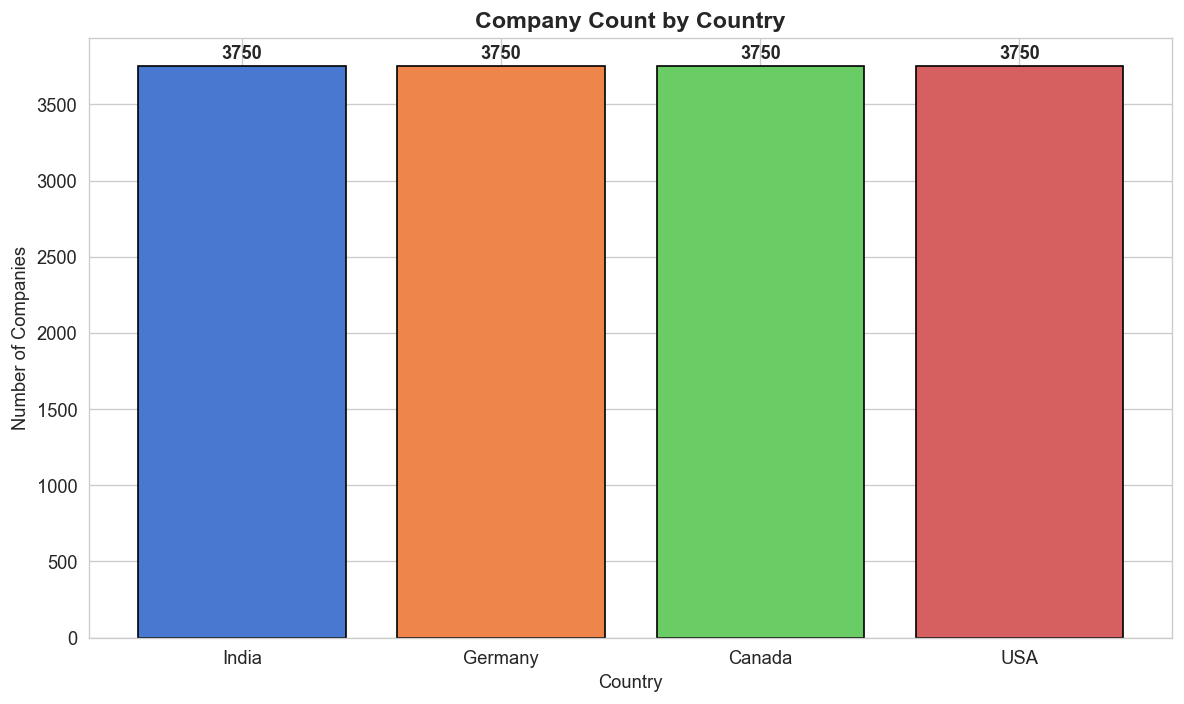 Company Count by Country
3750 3750 3750 3750
3500
3000
2500
2000
1500
1000
500
0
Number of Companies
India Germany Canada USA
Country